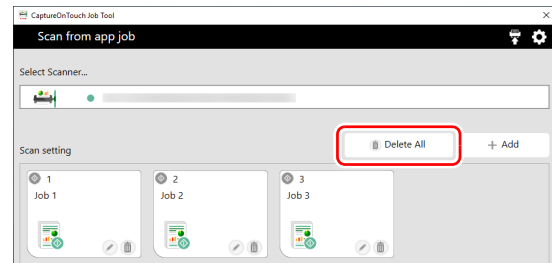 CaptureOnTouch Job Tool
Scan from app job
Select Scanner...
Delete All
+ Add
Scan setting
1 2 3
Job 1 Job 2 Job 3